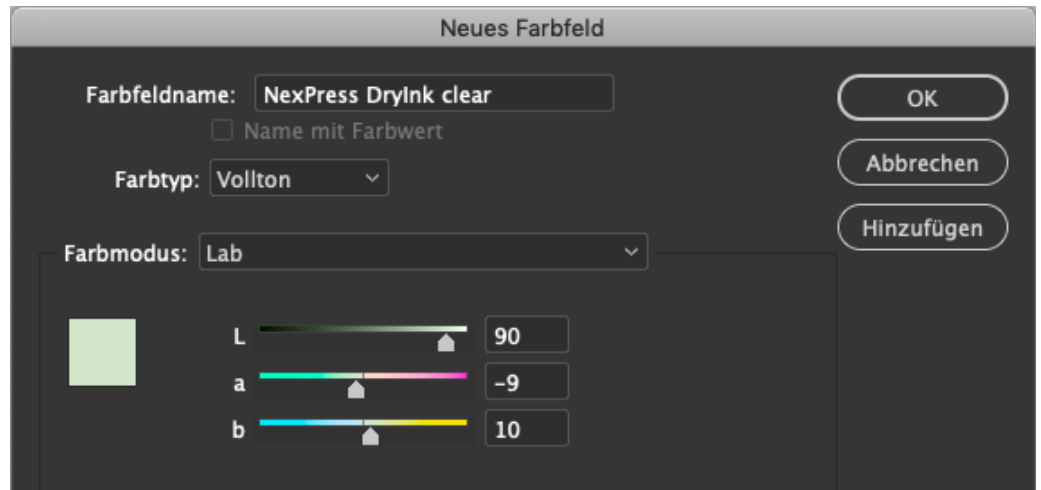 Neues Farbfeld
Farbfeldname: NexPress DryInk clear
Name mit Farbwert
Farbtyp: Vollton
Farbmodus: Lab
L 90
a -9
b 10
OK
Abbrechen
Hinzufügen